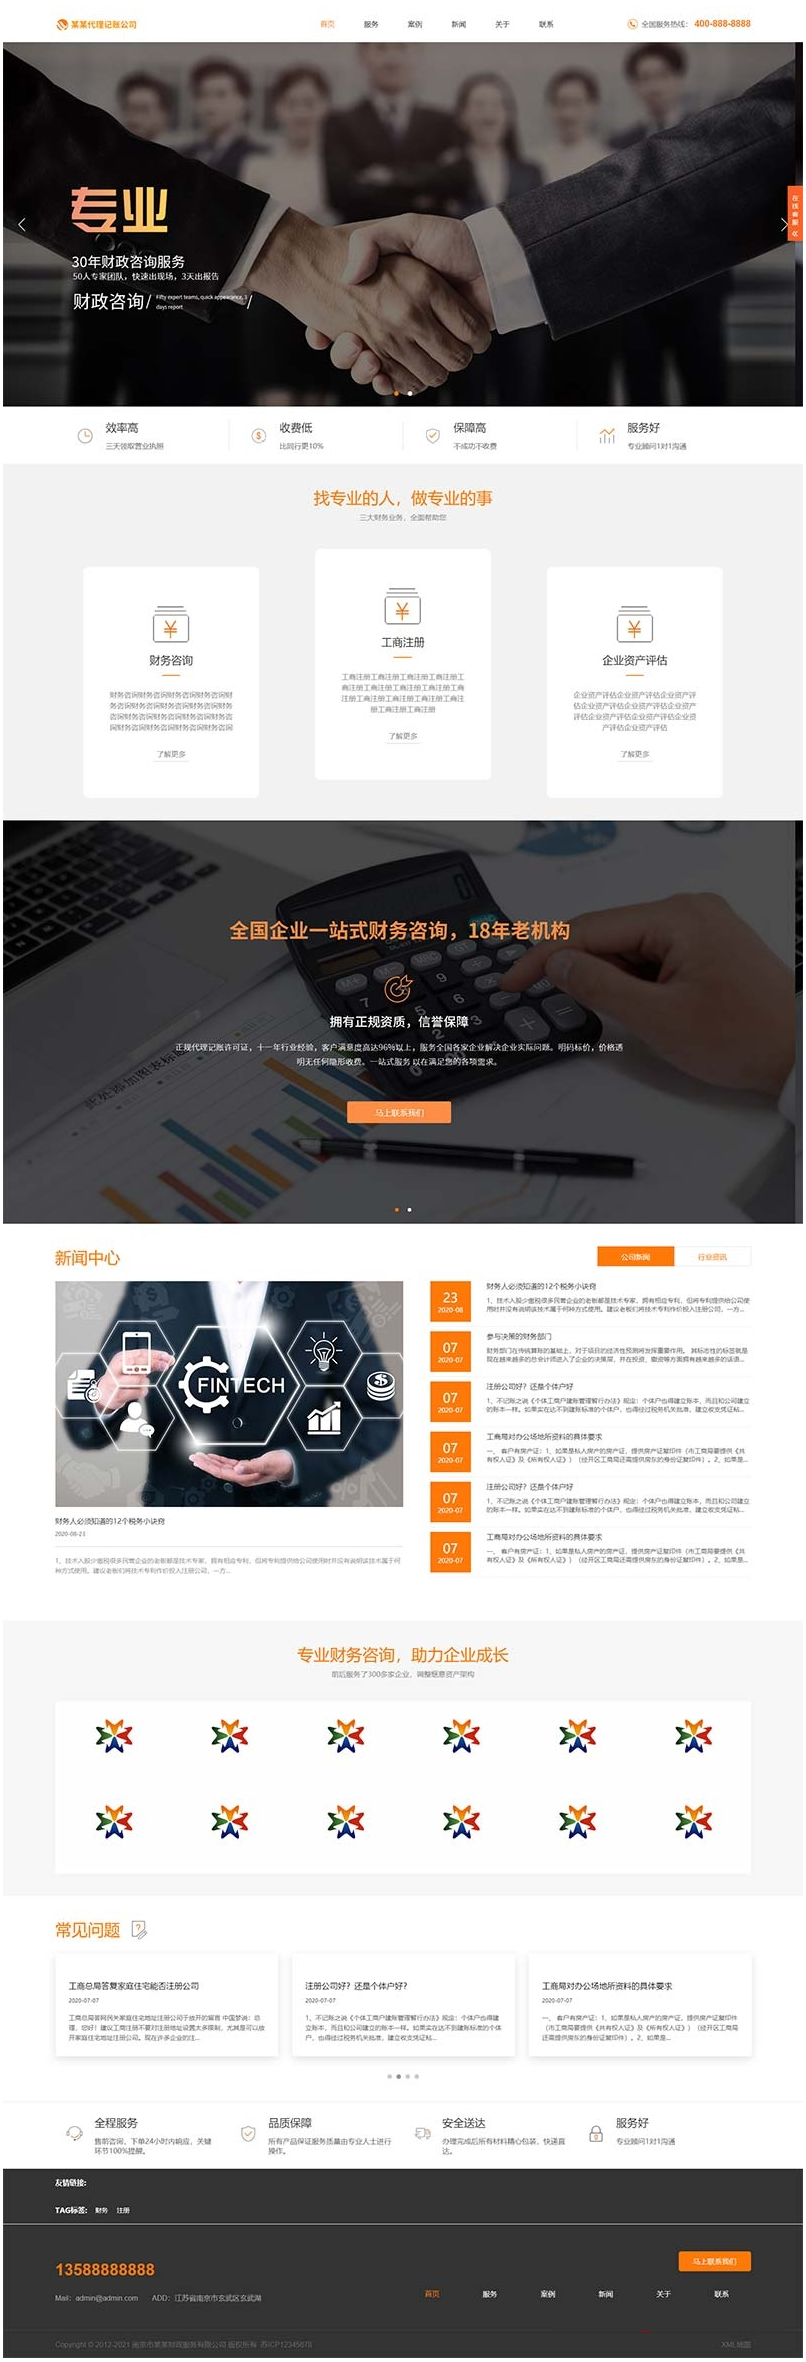 某某代理记账公司
首页 服务 案例 新闻 关于 联系
全国服务热线： 400-888-8888
专业
30年财政咨询服务
50人专家团队，快速出现场，3天出报告
财政咨询/ Fifty expert teams, quick appearance, 3 /
days report
在线客服
效率高
三天领取营业执照
收费低
比同行更10%
保障高
不成功不收费
服务好
专业顾问1对1沟通
找专业的人，做专业的事
三大财务业务，全面帮助您
财务咨询
财务咨询财务咨询财务咨询财务咨询财
务咨询财务咨询财务咨询财务咨询财务
咨询财务咨询财务咨询财务咨询财务咨
询财务咨询财务咨询财务咨询财务咨询
了解更多
工商注册
工商注册工商注册工商注册工商注册工
商注册工商注册工商注册工商注册工商
注册工商注册工商注册工商注册工商注
册工商注册工商注册
了解更多
企业资产评估
企业资产评估企业资产评估企业资产评
估企业资产评估企业资产评估企业资产
评估企业资产评估企业资产评估企业资
产评估企业资产评估
了解更多
全国企业一站式财务咨询，18年老机构
拥有正规资质，信誉保障
正规代理记账许可证，十一年行业经验，客户满意度高达96%以上，服务全国各家企业解决企业实际问题。明码标价，价格透
明无任何隐形收费。一站式服务 以在满足您的各项需求。
马上联系我们
新闻中心
公司新闻 行业资讯
FINTECH
财务人必须知道的12个税务小诀窍
2020-08-23
1、技术入股少缴税很多民营企业的老板都是技术专家，拥有相应专利，但将专利提供给公司使用时并没有说明该技术属于何
种方式使用。建议老板们将技术专利作价投入注册公司，一方...
23
2020-08
财务人必须知道的12个税务小诀窍
1、技术入股少缴税很多民营企业的老板都是技术专家，拥有相应专利，但将专利提供给公司使
用时并没有说明该技术属于何种方式使用。建议老板们将技术专利作价投入注册公司，一方...
07
2020-07
参与决策的财务部门
财务部门在传统算账的基础上，对于项目的经济性预测将发挥重要作用。 其标志性的标签就是
现在越来越多的总会计师进入了企业的决策层，并在投资、融资等方面拥有越来越多的话语...
07
2020-07
注册公司好？还是个体户好
1、不记账之说《个体工商户建账管理暂行办法》规定：个体户也得建立账本，而且和公司建立
的账本一样。如果实在达不到建账标准的个体户，也得经过税务机关批准，建立收支凭证粘...
07
2020-07
工商局对办公场地所资料的具体要求
一、 客户有房产证：1、如果是私人房产的房产证，提供房产证复印件（市工商局要提供《共
有权人证》及《所有权人证》）（经开区工商局还需提供房东的身份证复印件）。2、如果是...
07
2020-07
注册公司好？还是个体户好
1、不记账之说《个体工商户建账管理暂行办法》规定：个体户也得建立账本，而且和公司建立
的账本一样。如果实在达不到建账标准的个体户，也得经过税务机关批准，建立收支凭证粘...
07
2020-07
工商局对办公场地所资料的具体要求
一、 客户有房产证：1、如果是私人房产的房产证，提供房产证复印件（市工商局要提供《共
有权人证》及《所有权人证》）（经开区工商局还需提供房东的身份证复印件）。2、如果是...
专业财务咨询，助力企业成长
前后服务了300多家企业，调整惬意资产架构
常见问题
工商总局答复家庭住宅能否注册公司
2020-07-07
工商总局答网民关家庭住宅地址注册公司于放开的留言 中国梦说：总
理，您好！建议工商注册不要对注册地址设置太多限制，尤其是可以放
开家庭住宅地址注册公司。现在许多企业的注...
注册公司好？还是个体户好？
2020-07-07
1、不记账之说《个体工商户建账管理暂行办法》规定：个体户也得建
立账本，而且和公司建立的账本一样。如果实在达不到建账标准的个体
户，也得经过税务机关批准，建立收支凭证粘...
工商局对办公场地所资料的具体要求
2020-07-07
一、 客户有房产证：1、如果是私人房产的房产证，提供房产证复印件
（市工商局要提供《共有权人证》及《所有权人证》）（经开区工商局
还需提供房东的身份证复印件）。2、如果是...
全程服务
售前咨询、下单24小时内响应，关键
环节100%提醒。
品质保障
所有产品保证服务质量由专业人士进行
操作。
安全送达
办理完成后所有材料精心包装，快递直
达。
服务好
专业顾问1对1沟通
友情链接:
TAG标签: 财务 注册
13588888888
Mail：admin@admin.com ADD：江苏省南京市玄武区玄武湖
马上联系我们
首页 服务 案例 新闻 关于 联系
Copyright © 2012-2021 南京市某某财政服务有限公司 版权所有 苏ICP12345678
XML地图